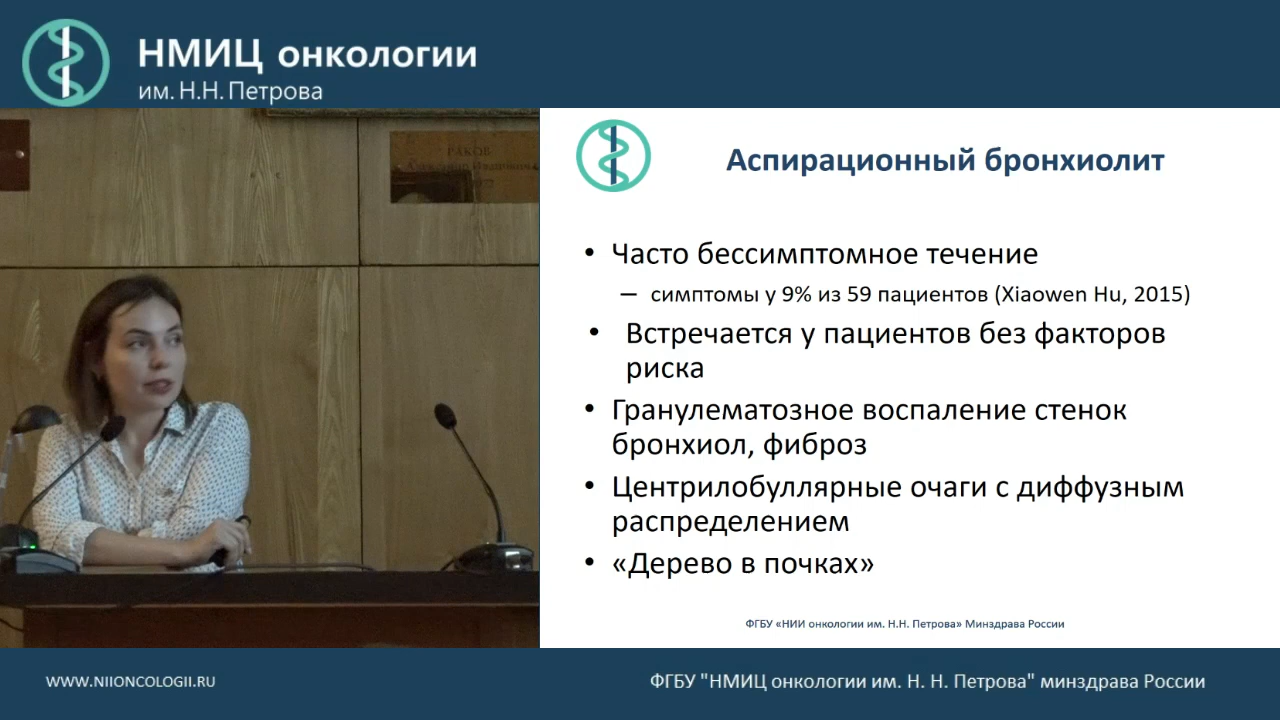 НМИЦ онкологии
им. Н.Н. Петрова
РАКОВ
Аспирационный бронхиолит
• Часто бессимптомное течение
– симптомы у 9% из 59 пациентов (Xiaowen Hu, 2015)
• Встречается у пациентов без факторов
риска
• Гранулематозное воспаление стенок
бронхиол, фиброз
• Центрилобуллярные очаги с диффузным
распределением
• «Дерево в почках»
ФГБУ «НИИ онкологии им. Н.Н. Петрова» Минздрава России
WWW.NIIONCOLOGII.RU
ФГБУ "НМИЦ онкологии им. Н. Н. Петрова" минздрава России